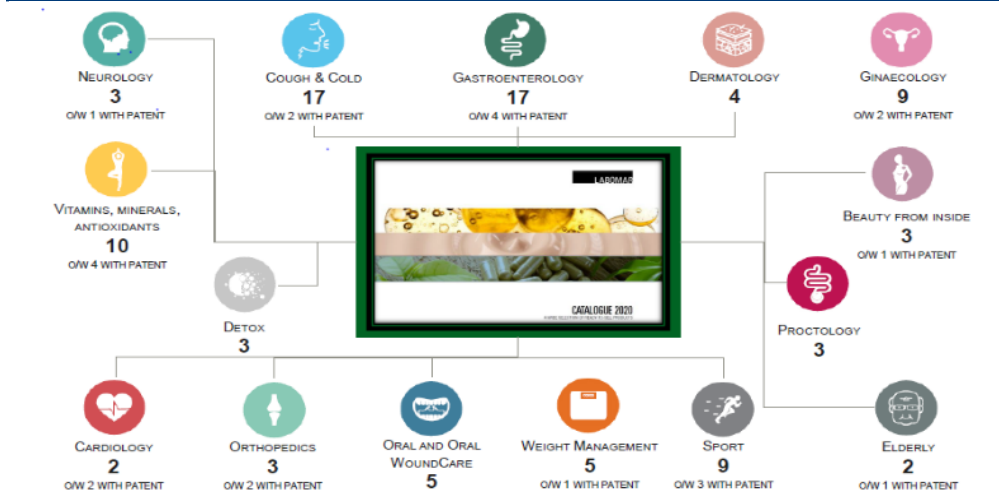 NEUROLOGY
3
O/W 1 WITH PATENT
COUGH & COLD
17
O/W 2 WITH PATENT
GASTROENTEROLOGY
17
O/W 4 WITH PATENT
DERMATOLOGY
4
GINAECOLOGY
9
O/W 2 WITH PATENT
VITAMINS, MINERALS,
ANTIOXIDANTS
10
O/W 4 WITH PATENT
LABOMAR
BEAUTY FROM INSIDE
3
O/W 1 WITH PATENT
DETOX
3
CATALOGUE 2020
PROCTOLOGY
3
CARDIOLOGY
2
O/W 2 WITH PATENT
ORTHOPEDICS
3
O/W 2 WITH PATENT
ORAL AND ORAL
WOUNDCARE
5
WEIGHT MANAGEMENT
5
O/W 1 WITH PATENT
SPORT
9
O/W 3 WITH PATENT
ELDERLY
2
O/W 1 WITH PATENT